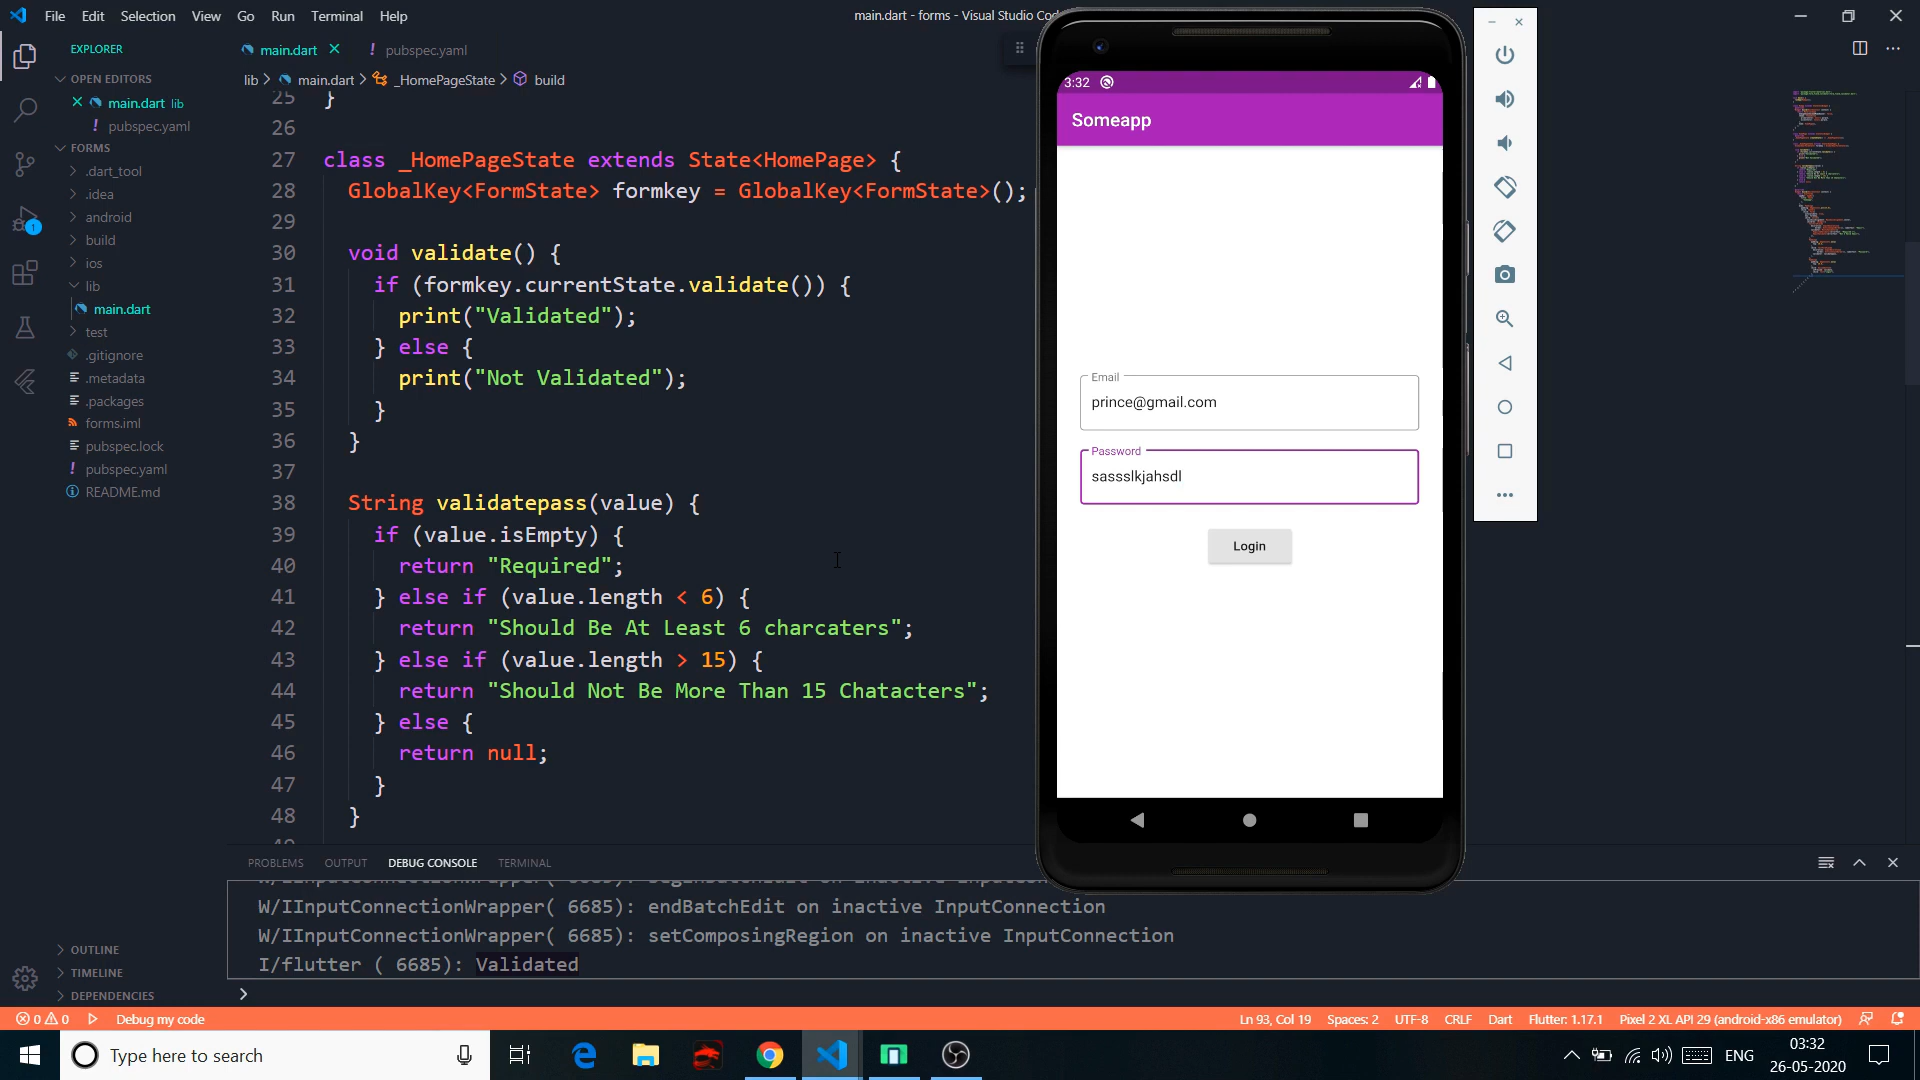 File Edit Selection View Go Run Terminal Help
main.dart - forms - Visual Studio Cod
EXPLORER
OPEN EDITORS
main.dart lib
pubspec.yaml
FORMS
.dart_tool
.idea
android
build
ios
lib
main.dart
test
.gitignore
.metadata
.packages
forms.iml
pubspec.lock
pubspec.yaml
README.md
OUTLINE
TIMELINE
DEPENDENCIES
main.dart
pubspec.yaml
lib > main.dart > _HomePageState > build
25 }
26
27 class _HomePageState extends State<HomePage> {
28 GlobalKey<FormState> formkey = GlobalKey<FormState>();
29
30 void validate() {
31 if (formkey.currentState.validate()) {
32 print("Validated");
33 } else {
34 print("Not Validated");
35 }
36 }
37
38 String validatepass(value) {
39 if (value.isEmpty) {
40 return "Required";
41 } else if (value.length < 6) {
42 return "Should Be At Least 6 charcaters";
43 } else if (value.length > 15) {
44 return "Should Not Be More Than 15 Chatacters";
45 } else {
46 return null;
47 }
48 }
3:32
Someapp
Email
prince@gmail.com
Password
sassslkjahsdl
Login
PROBLEMS OUTPUT DEBUG CONSOLE TERMINAL
W/IInputConnectionWrapper( 6685): endBatchEdit on inactive InputConnection
W/IInputConnectionWrapper( 6685): setComposingRegion on inactive InputConnection
I/flutter ( 6685): Validated
>
0 0 Debug my code
Ln 93, Col 19 Spaces: 2 UTF-8 CRLF Dart Flutter: 1.17.1 Pixel 2 XL API 29 (android-x86 emulator)
Type here to search
ENG
03:32
26-05-2020